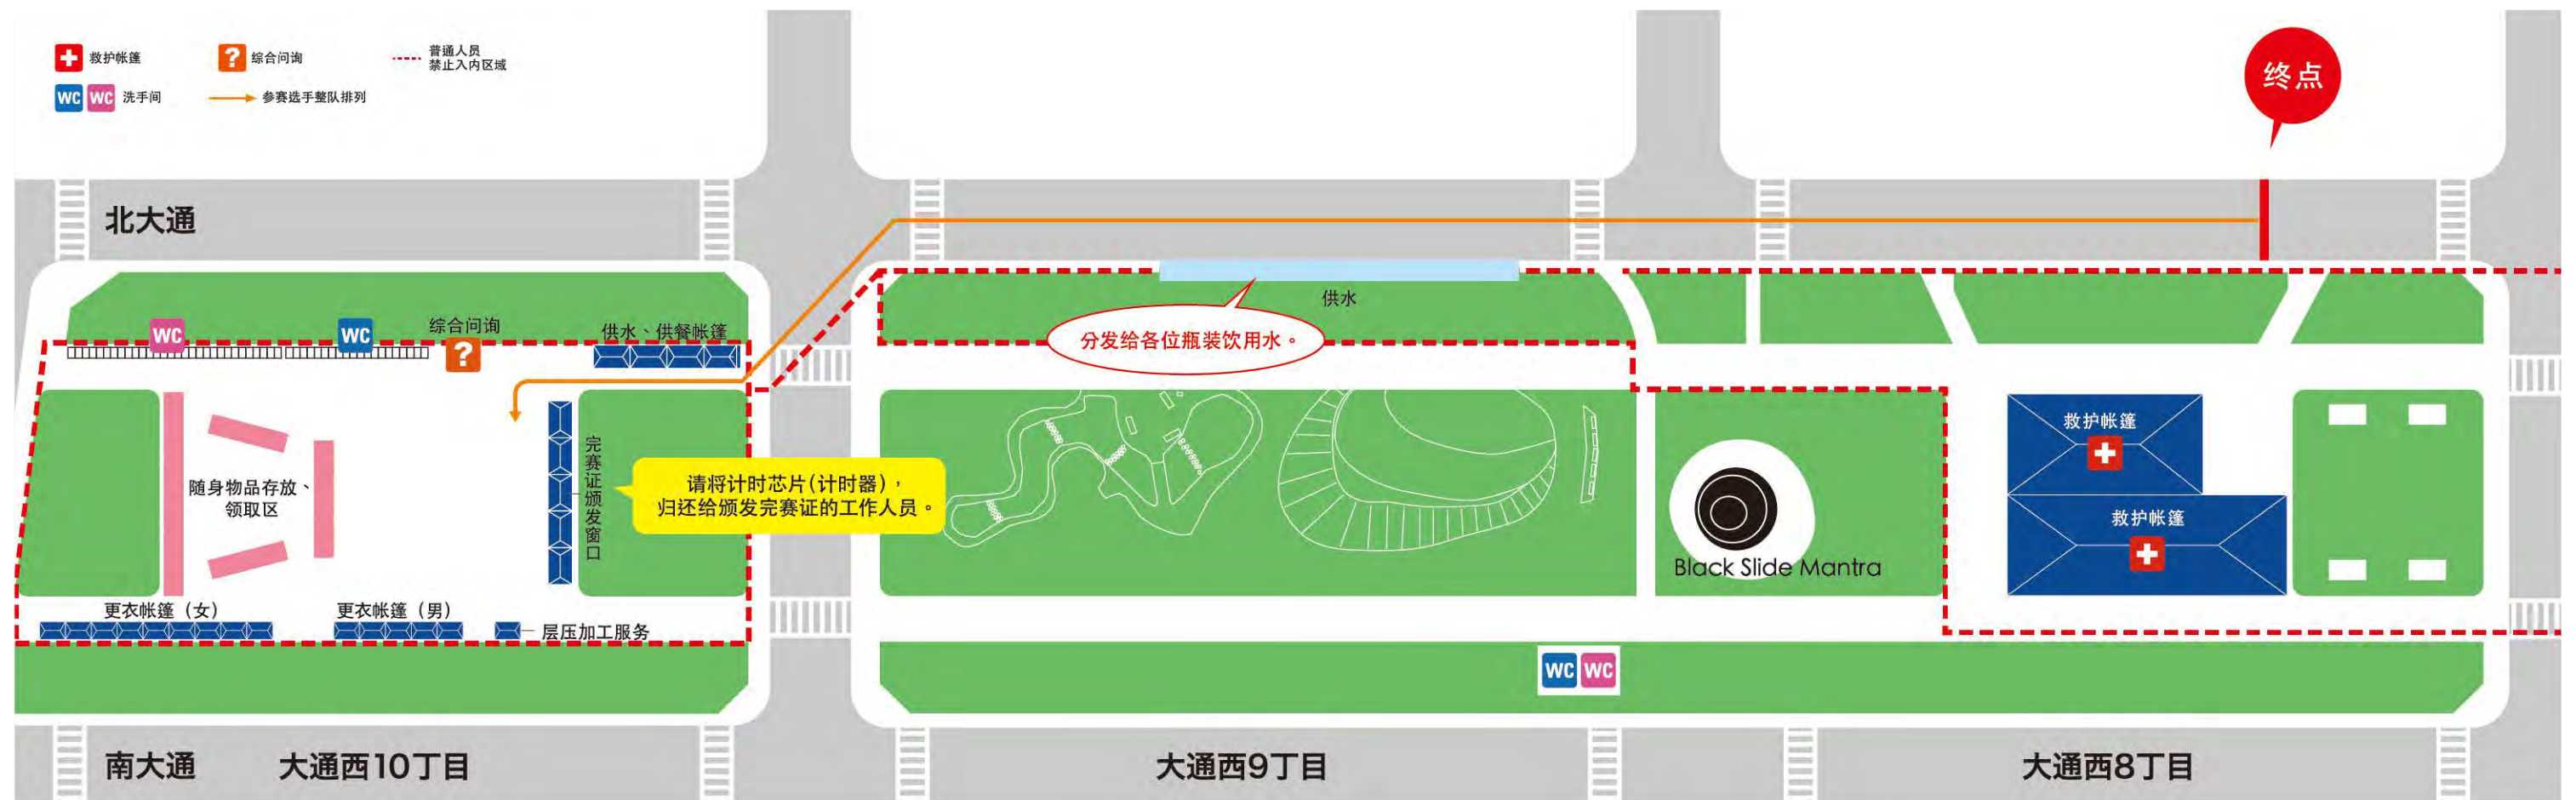 救护帐篷
? 综合问询
普通人员
禁止入内区域
WC WC 洗手间
参赛选手整队排列
终点
北大通
WC
WC
综合问询
?
供水、供餐帐篷
供水
分发给各位瓶装饮用水。
随身物品存放、
领取区
完赛证颁发窗口
请将计时芯片(计时器),
归还给颁发完赛证的工作人员。
救护帐篷
救护帐篷
Black Slide Mantra
更衣帐篷（女）
更衣帐篷（男）
层压加工服务
WC WC
南大通
大通西10丁目
大通西9丁目
大通西8丁目